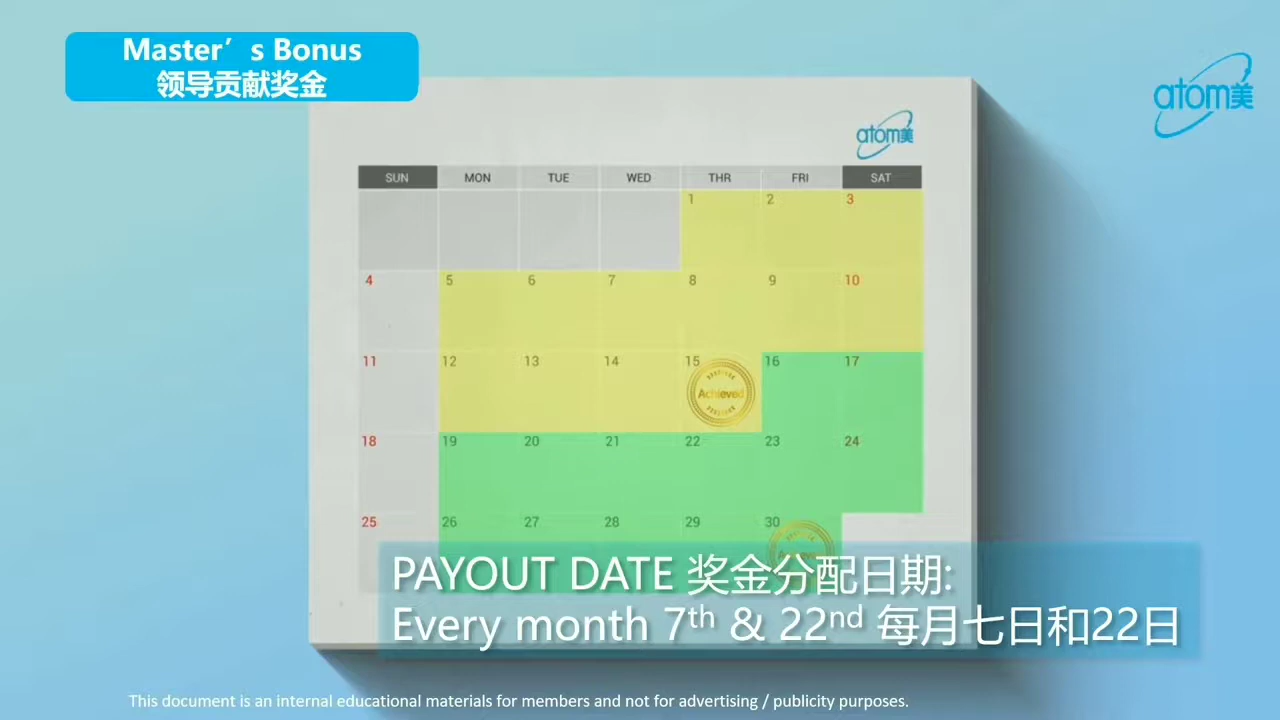 Master’s Bonus
领导贡献奖金
atom美
atom美
SUN MON TUE WED THR FRI SAT
1 2 3
4 5 6 7 8 9 10
11 12 13 14 15 16 17
Achieved
18 19 20 21 22 23 24
25 26 27 28 29 30
PAYOUT DATE 奖金分配日期:
Every month 7th & 22nd 每月七日和22日
This document is an internal educational materials for members and not for advertising / publicity purposes.